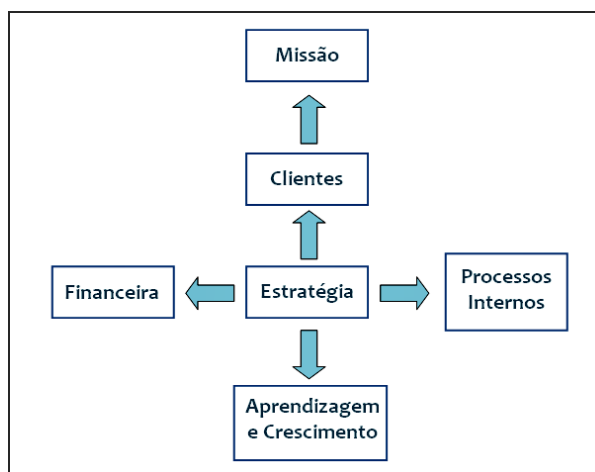 Missão
Clientes
Financeira
Estratégia
Processos
Internos
Aprendizagem
e Crescimento